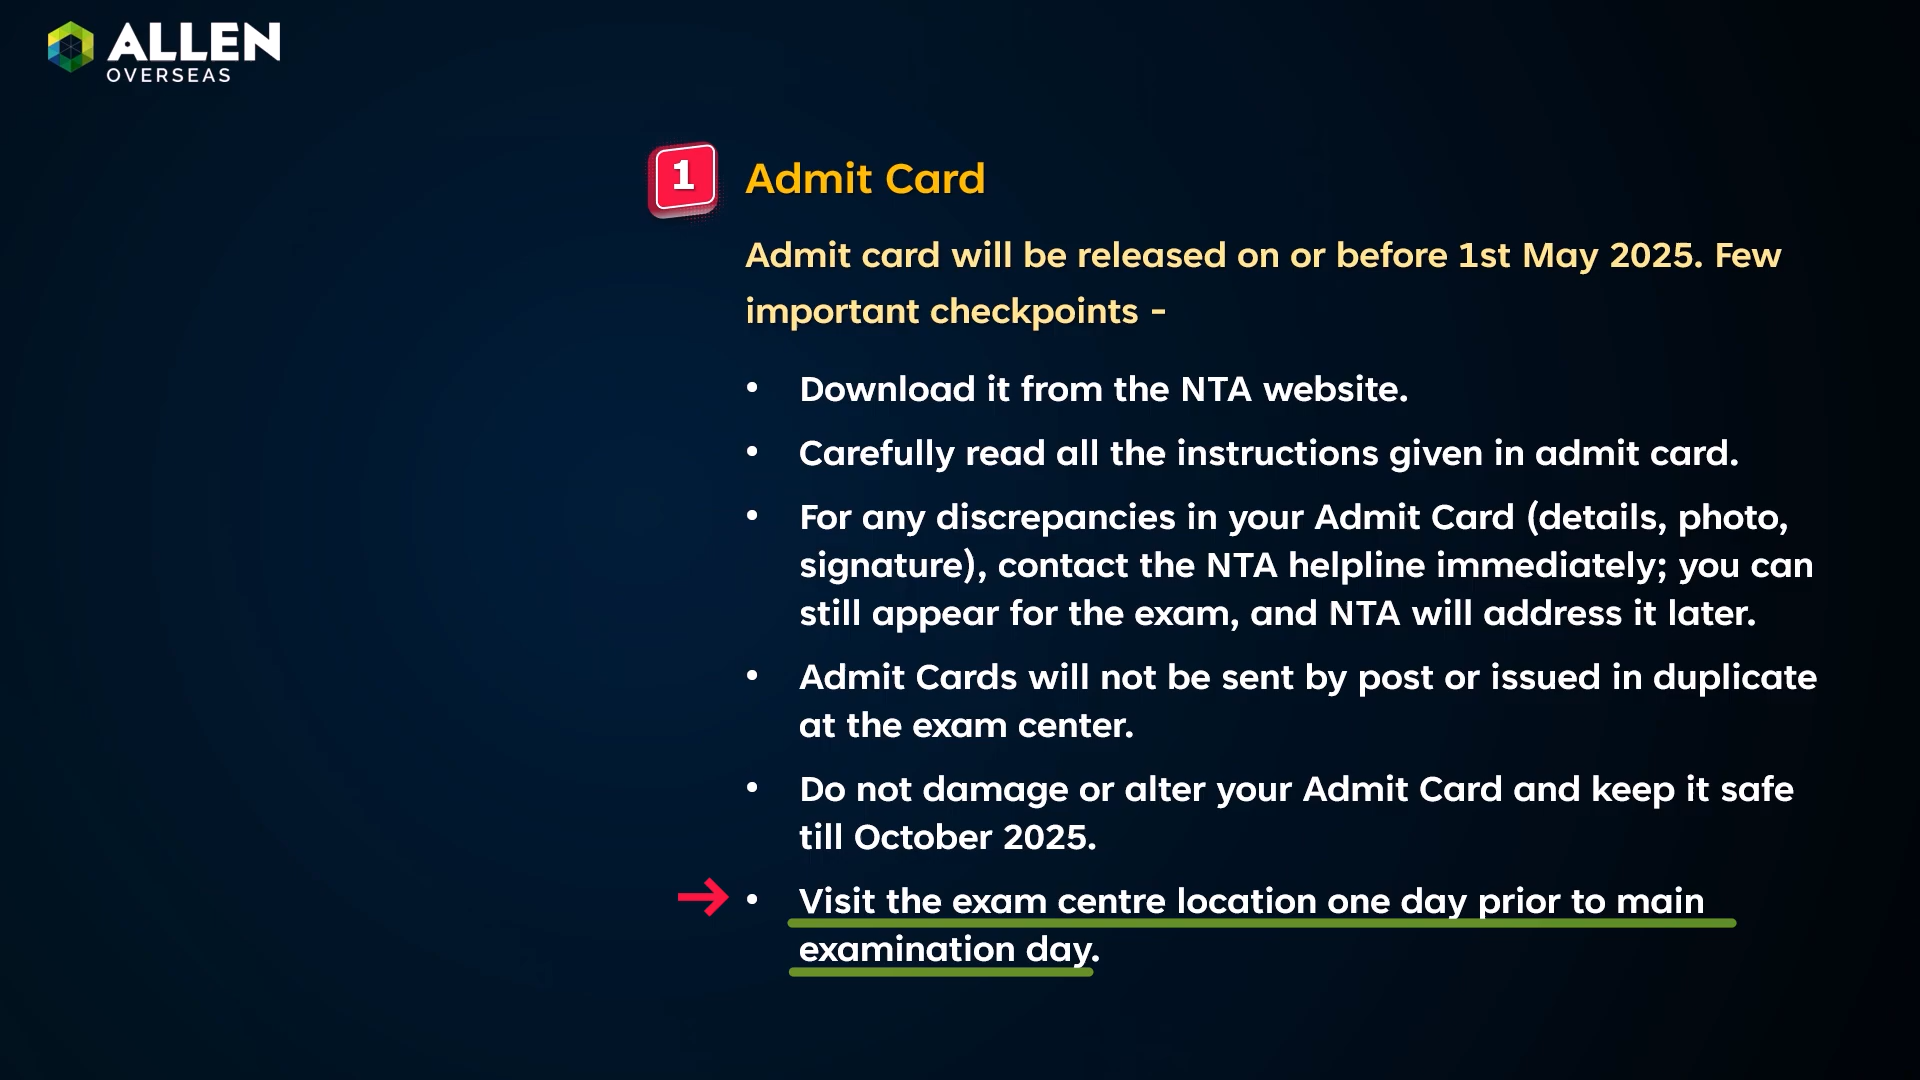 ALLEN
OVERSEAS
1 Admit Card
Admit card will be released on or before 1st May 2025. Few
important checkpoints -
• Download it from the NTA website.
• Carefully read all the instructions given in admit card.
• For any discrepancies in your Admit Card (details, photo,
signature), contact the NTA helpline immediately; you can
still appear for the exam, and NTA will address it later.
• Admit Cards will not be sent by post or issued in duplicate
at the exam center.
• Do not damage or alter your Admit Card and keep it safe
till October 2025.
• Visit the exam centre location one day prior to main
examination day.